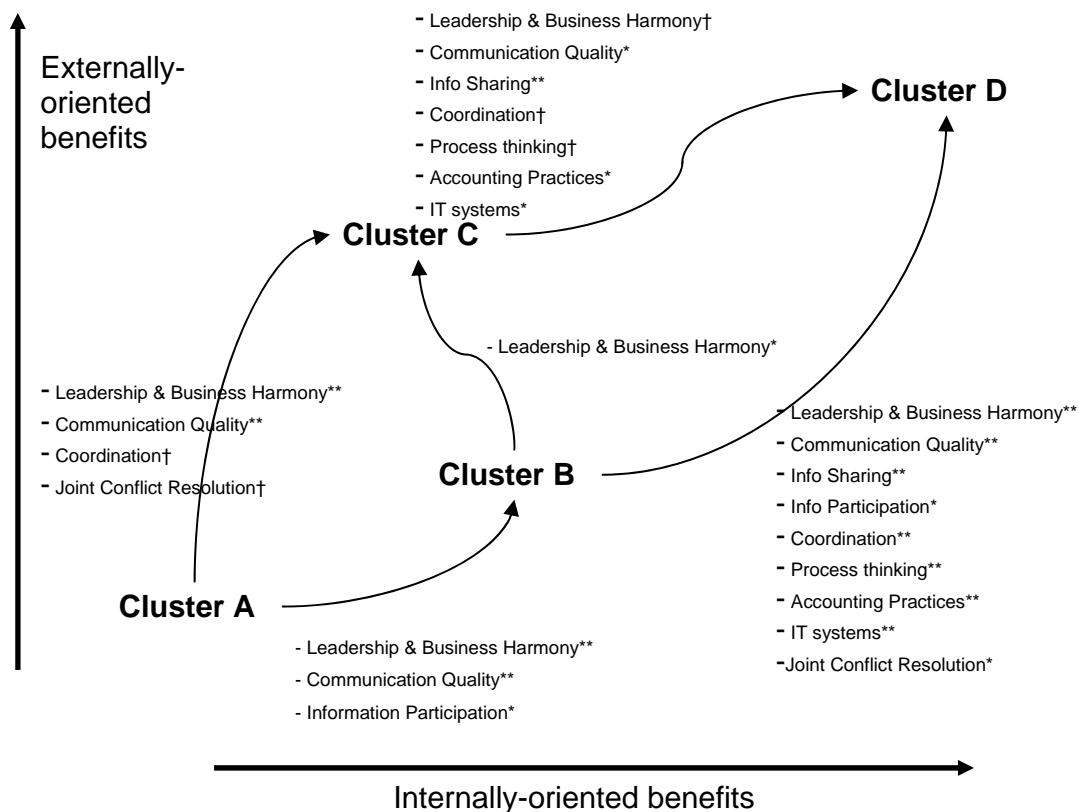 Externally-
oriented
benefits
- Leadership & Business Harmony†
- Communication Quality*
- Info Sharing**
- Coordination†
- Process thinking†
- Accounting Practices*
- IT systems*
Cluster D
Cluster C
- Leadership & Business Harmony*
- Leadership & Business Harmony**
- Communication Quality**
- Coordination†
- Joint Conflict Resolution†
Cluster B
- Leadership & Business Harmony**
- Communication Quality**
- Info Sharing**
- Info Participation*
- Coordination**
- Process thinking**
- Accounting Practices**
- IT systems**
-Joint Conflict Resolution*
Cluster A
- Leadership & Business Harmony**
- Communication Quality**
- Information Participation*
Internally-oriented benefits